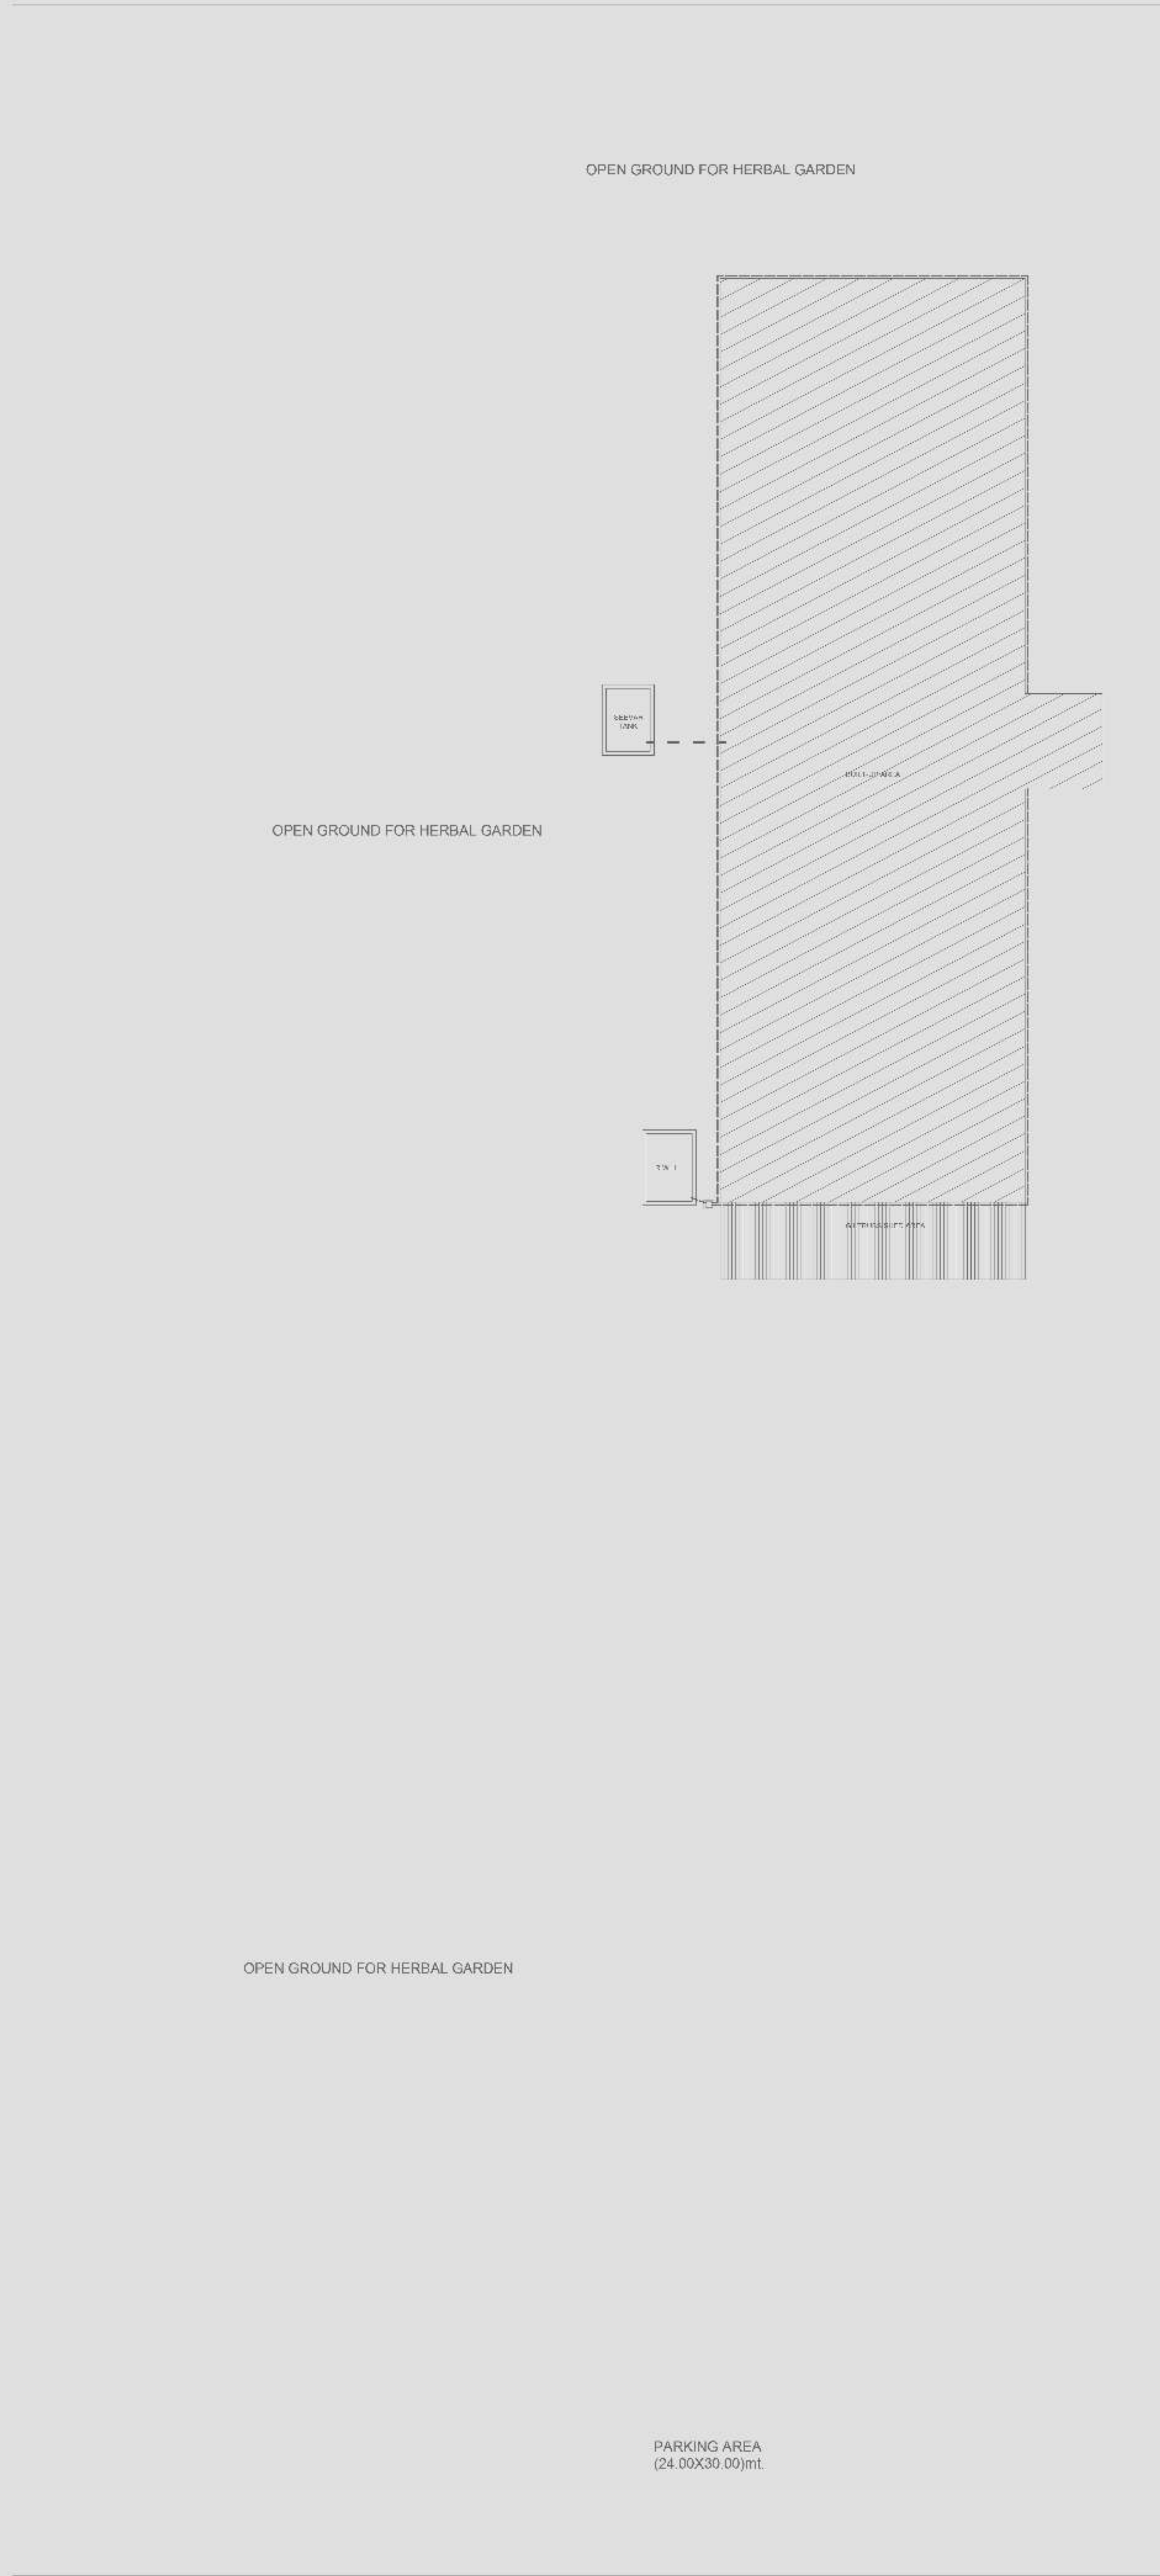 OPEN GROUND FOR HERBAL GARDEN
TANK
OPEN GROUND FOR HERBAL GARDEN
OPEN GROUND FOR HERBAL GARDEN
PARKING AREA
(24.00X30.00)mt.